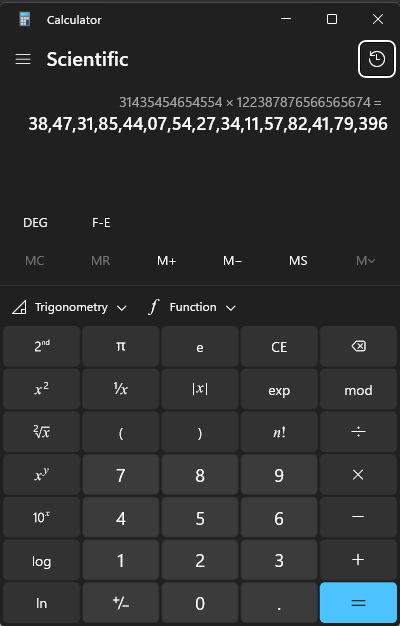 Calculator
Scientific
31435454654554 × 122387876566565674 =
38,47,31,85,44,07,54,27,34,11,57,82,41,79,396
DEG F-E
MC MR M+ M− MS M
Trigonometry f Function
2ⁿᵈ π e CE
x² ¹/x |x| exp mod
²√x ( ) n! ÷
xʸ 7 8 9 ×
10ˣ 4 5 6 −
log 1 2 3 +
ln +/− 0 . =